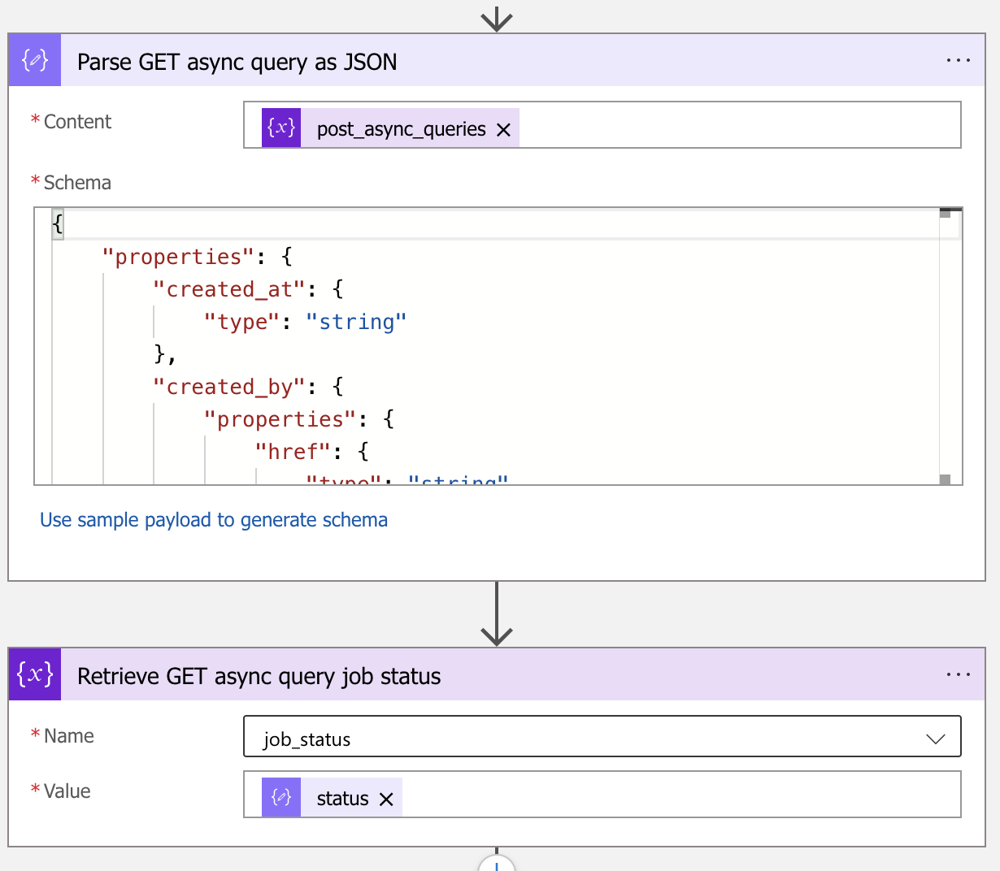 Parse GET async query as JSON
* Content
{x} post_async_queries ×
* Schema
{
"properties": {
"created_at": {
"type": "string"
},
"created_by": {
"properties": {
"href": {
"type": "string"
Use sample payload to generate schema
{x} Retrieve GET async query job status
* Name
job_status
* Value
status ×